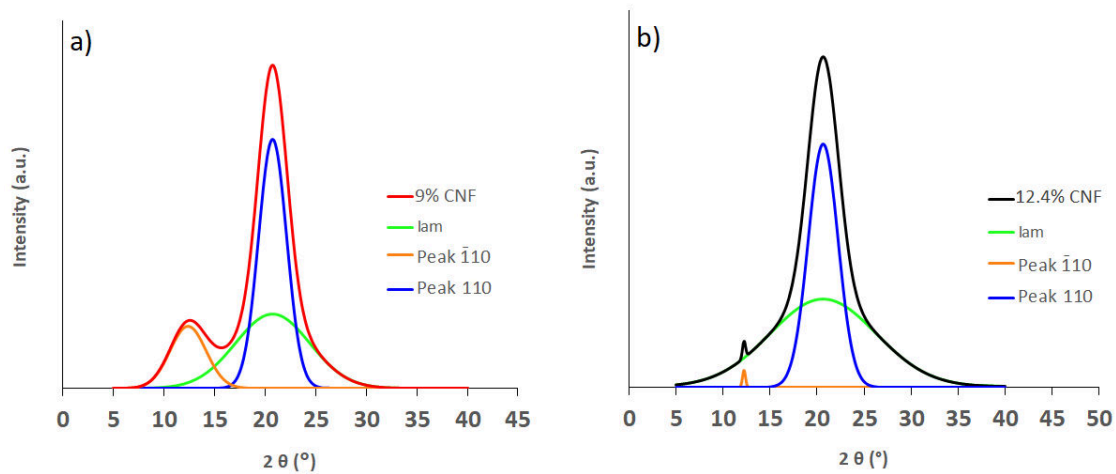 a)
Intensity (a.u.)
9% CNF
Iam
Peak 1̄10
Peak 110
0 5 10 15 20 25 30 35 40 45
2 θ (°)
b)
Intensity (a.u.)
12.4% CNF
Iam
Peak 1̄10
Peak 110
0 5 10 15 20 25 30 35 40 45 50
2 θ (°)